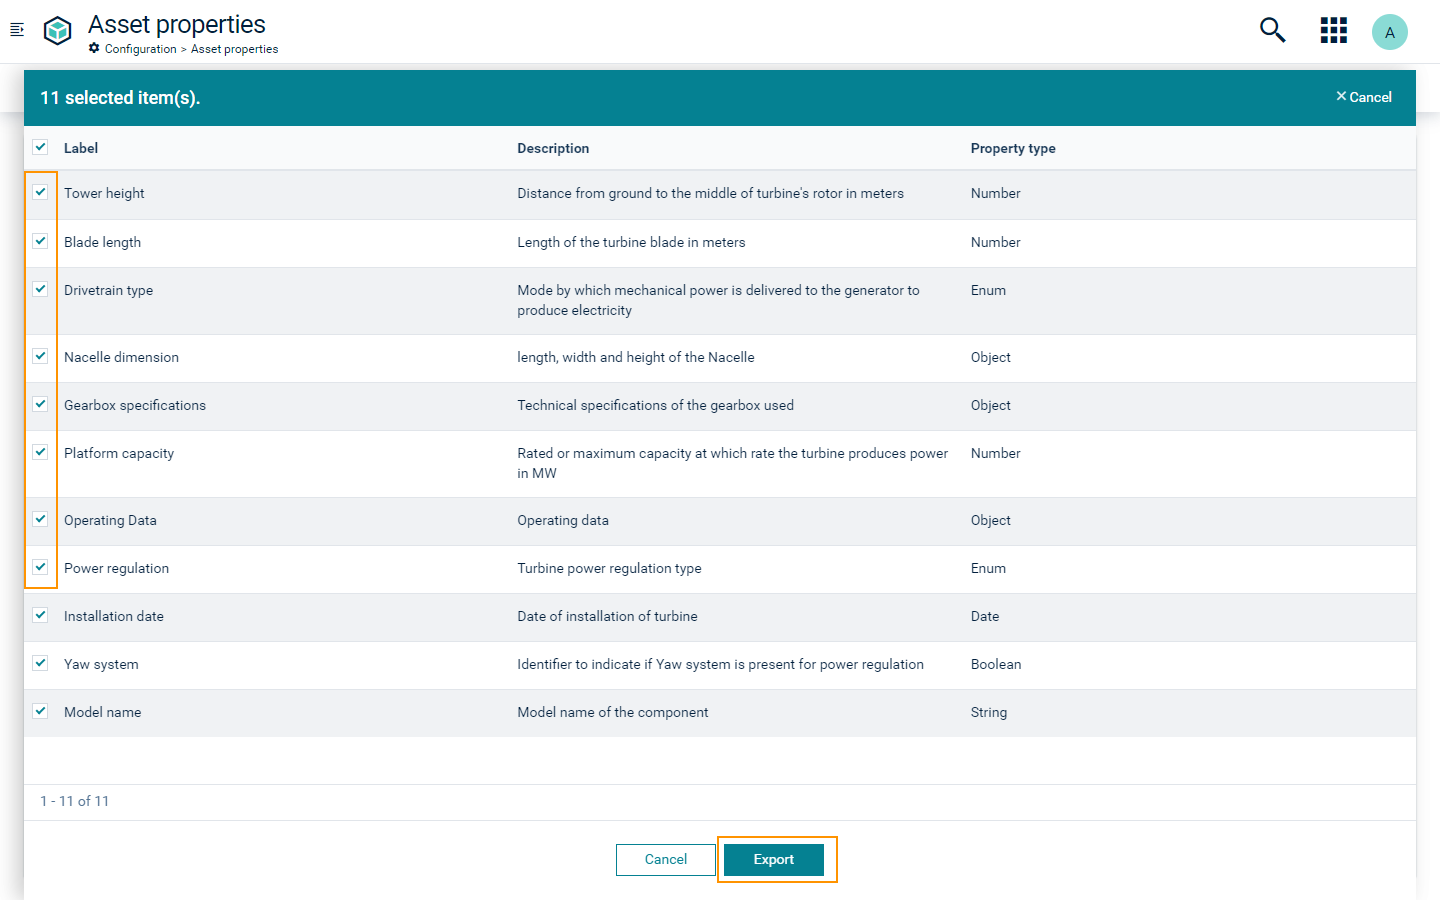 Asset properties
Configuration > Asset properties
A
11 selected item(s).
× Cancel
Label Description Property type
Tower height Distance from ground to the middle of turbine's rotor in meters Number
Blade length Length of the turbine blade in meters Number
Drivetrain type Mode by which mechanical power is delivered to the generator to Enum
produce electricity
Nacelle dimension length, width and height of the Nacelle Object
Gearbox specifications Technical specifications of the gearbox used Object
Platform capacity Rated or maximum capacity at which rate the turbine produces power Number
in MW
Operating Data Operating data Object
Power regulation Turbine power regulation type Enum
Installation date Date of installation of turbine Date
Yaw system Identifier to indicate if Yaw system is present for power regulation Boolean
Model name Model name of the component String
1 - 11 of 11
Cancel Export